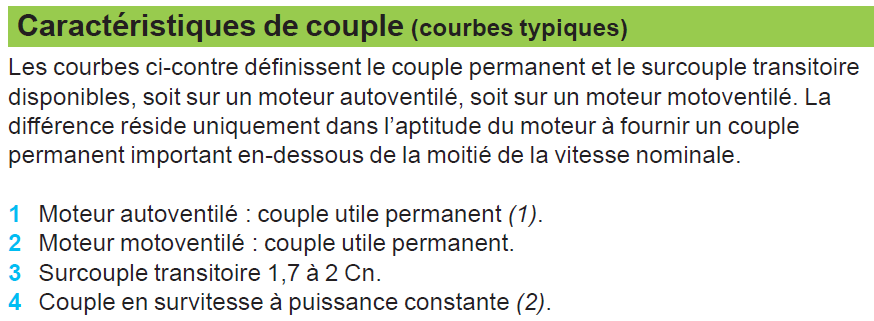 Caractéristiques de couple (courbes typiques)
Les courbes ci-contre définissent le couple permanent et le surcouple transitoire
disponibles, soit sur un moteur autoventilé, soit sur un moteur motoventilé. La
différence réside uniquement dans l’aptitude du moteur à fournir un couple
permanent important en-dessous de la moitié de la vitesse nominale.
1 Moteur autoventilé : couple utile permanent (1).
2 Moteur motoventilé : couple utile permanent.
3 Surcouple transitoire 1,7 à 2 Cn.
4 Couple en survitesse à puissance constante (2).